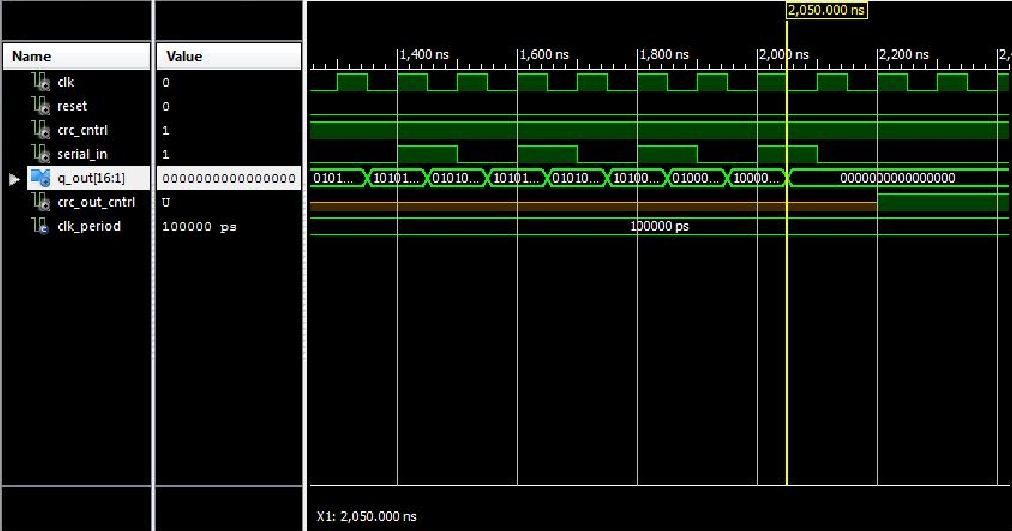 2,050.000 ns
Name Value
1,400 ns 1,600 ns 1,800 ns 2,000 ns 2,200 ns 2,
clk 0
reset 0
crc_cntrl 1
serial_in 1
q_out[16:1] 0000000000000000 0101... 10101... 01010... 10101... 01010... 10100... 01000... 10000... 0000000000000000
crc_out_cntrl U
clk_period 100000 ps 100000 ps
X1: 2,050.000 ns